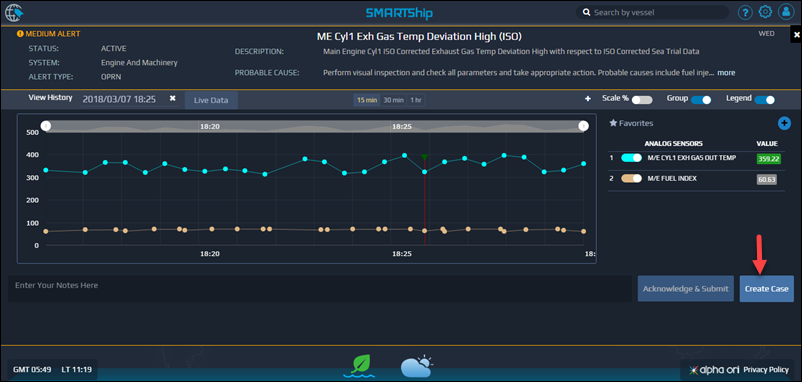 SMARTShip
Search by vessel
MEDIUM ALERT
ME Cyl1 Exh Gas Temp Deviation High (ISO)
WED
STATUS: ACTIVE
DESCRIPTION: Main Engine Cyl1 ISO Corrected Exhaust Gas Temp Deviation High with respect to ISO Corrected Sea Trial Data
SYSTEM: Engine And Machinery
ALERT TYPE: OPRN
PROBABLE CAUSE: Perform visual inspection and check all parameters and take appropriate action. Probable causes include fuel inje... more
View History 2018/03/07 18:25 Live Data 15 min 30 min 1 hr Scale % Group Legend
Favorites
18:20 18:25
500
400
300
200
100
0
18:20 18:25 18:
ANALOG SENSORS VALUE
1 M/E CYL1 EXH GAS OUT TEMP 359.22
2 M/E FUEL INDEX 60.63
Enter Your Notes Here
Acknowledge & Submit
Create Case
GMT 05:49 LT 11:19
alpha ori Privacy Policy